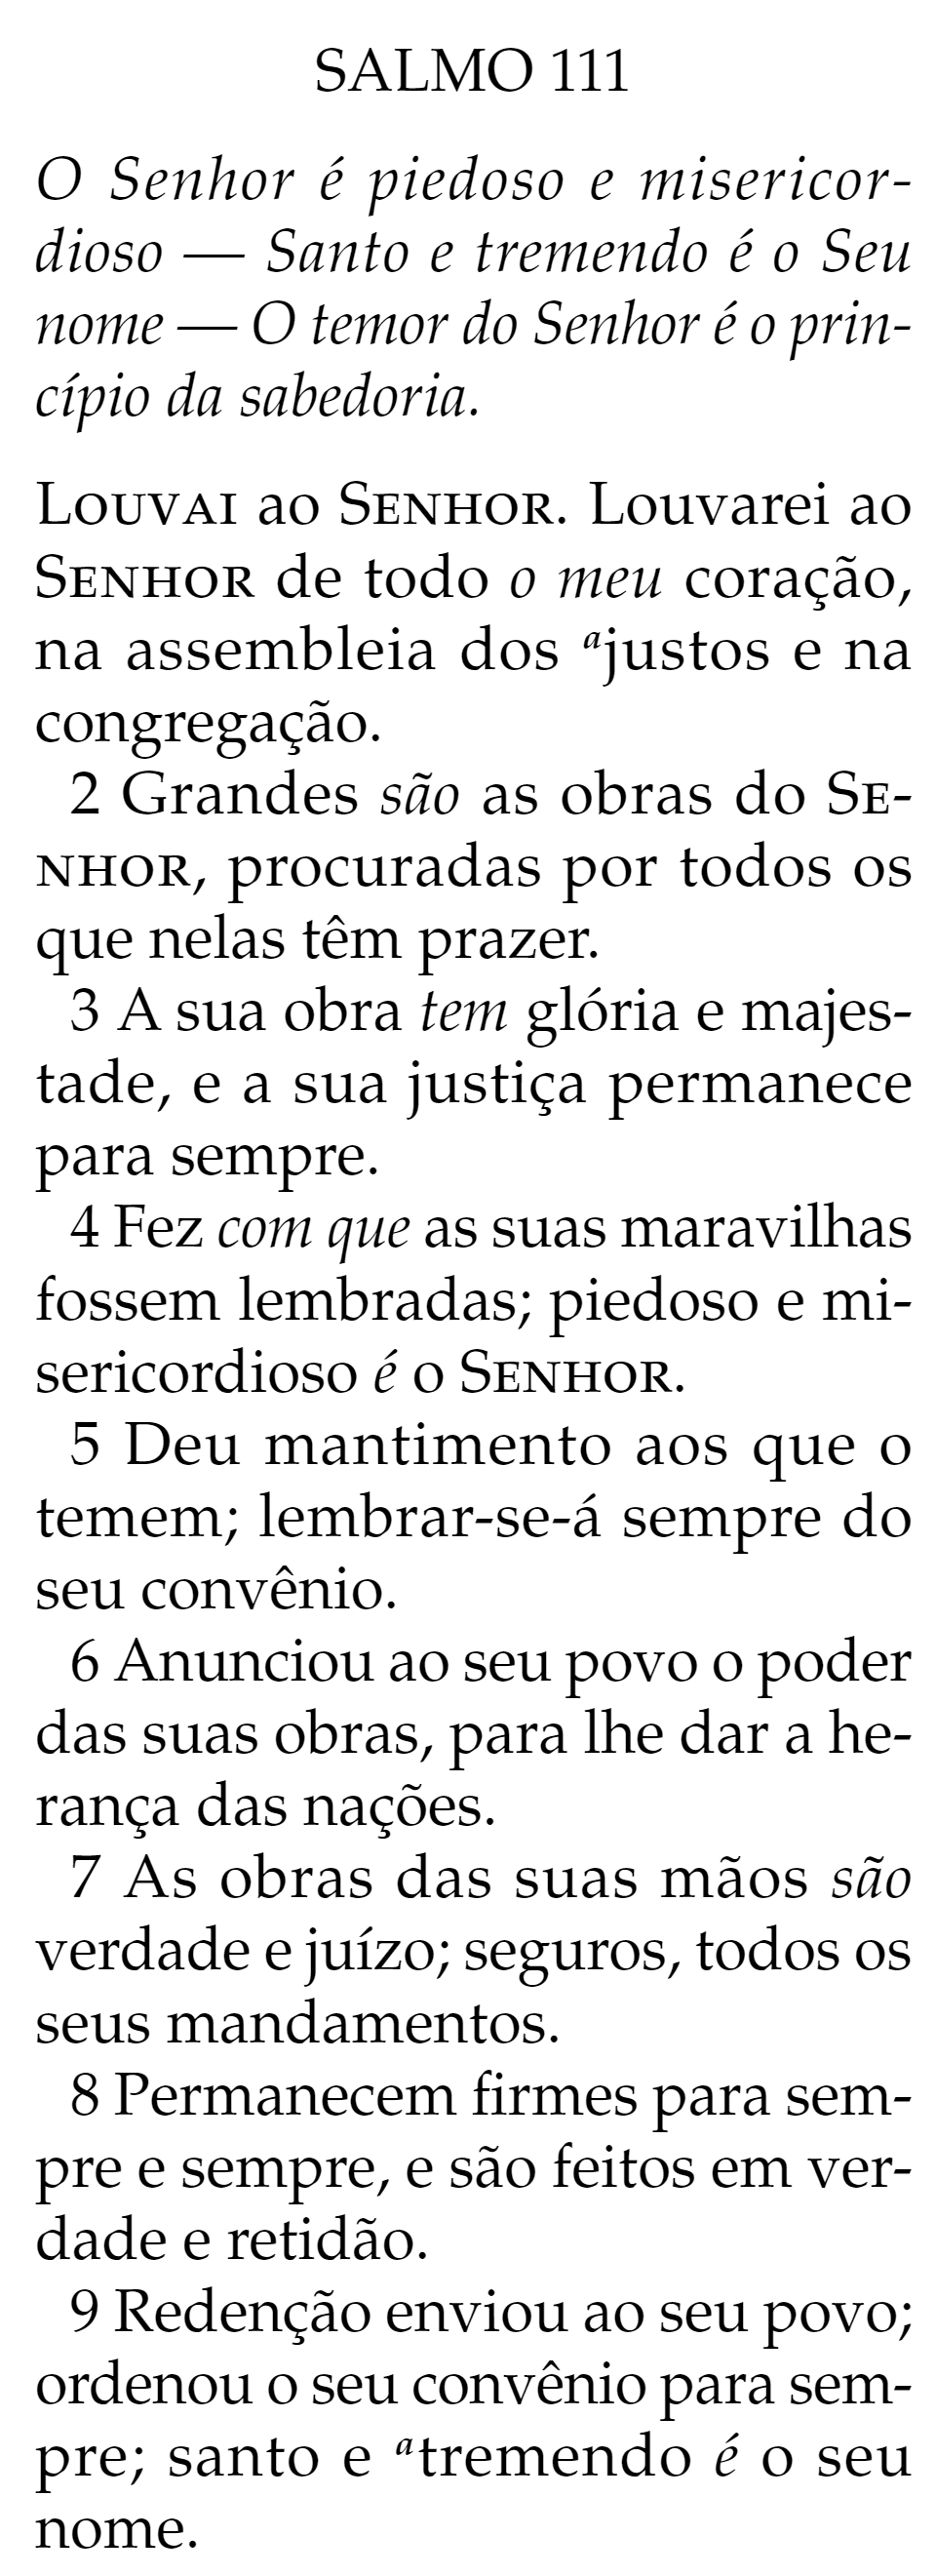 SALMO 111
O Senhor é piedoso e misericor-
dioso — Santo e tremendo é o Seu
nome — O temor do Senhor é o prin-
cípio da sabedoria.
Louvai ao Senhor. Louvarei ao
Senhor de todo o meu coração,
na assembleia dos ajustos e na
congregação.
2 Grandes são as obras do Se-
nhor, procuradas por todos os
que nelas têm prazer.
3 A sua obra tem glória e majes-
tade, e a sua justiça permanece
para sempre.
4 Fez com que as suas maravilhas
fossem lembradas; piedoso e mi-
sericordioso é o Senhor.
5 Deu mantimento aos que o
temem; lembrar-se-á sempre do
seu convênio.
6 Anunciou ao seu povo o poder
das suas obras, para lhe dar a he-
rança das nações.
7 As obras das suas mãos são
verdade e juízo; seguros, todos os
seus mandamentos.
8 Permanecem firmes para sem-
pre e sempre, e são feitos em ver-
dade e retidão.
9 Redenção enviou ao seu povo;
ordenou o seu convênio para sem-
pre; santo e atremendo é o seu
nome.